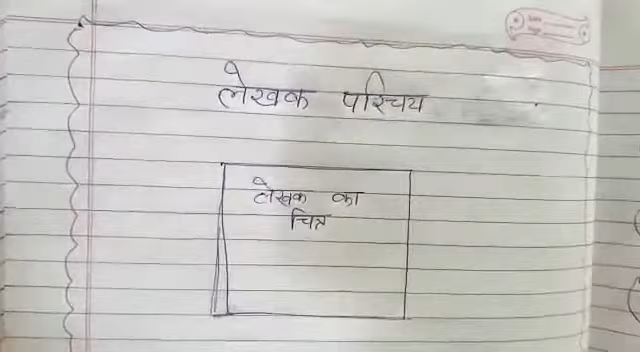 लेखक परिचय
लेखक का
चित्र